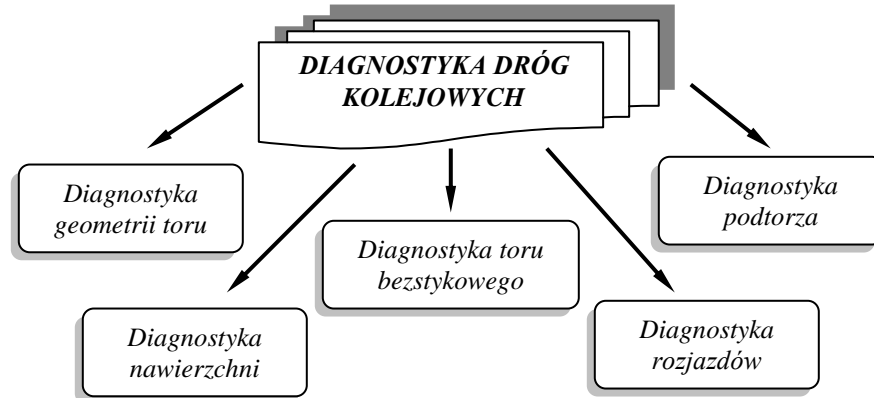 DIAGNOSTYKA DRÓG
KOLEJOWYCH
Diagnostyka
geometrii toru
Diagnostyka
podtorza
Diagnostyka toru
bezstykowego
Diagnostyka
nawierzchni
Diagnostyka
rozjazdów